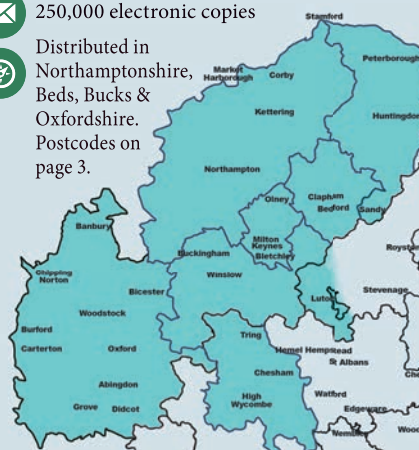 250,000 electronic copies
Distributed in
Northamptonshire,
Beds, Bucks &
Oxfordshire.
Postcodes on
page 3.
Stamford
Peterborough
Market
Harborough
Corby
Kettering
Huntingdon
Northampton
Olney
Clapham
Bedford
Sandy
Banbury
Milton
Keynes
Bletchley
Buckingham
Royston
Winslow
Chipping
Norton
Bicester
Stevenage
Luton
Woodstock
Burford
Carterton
Oxford
Tring
Hemel Hempstead
St Albans
Chesham
Abingdon
Watford
High
Wycombe
Grove
Didcot
Edgeware
Wembley